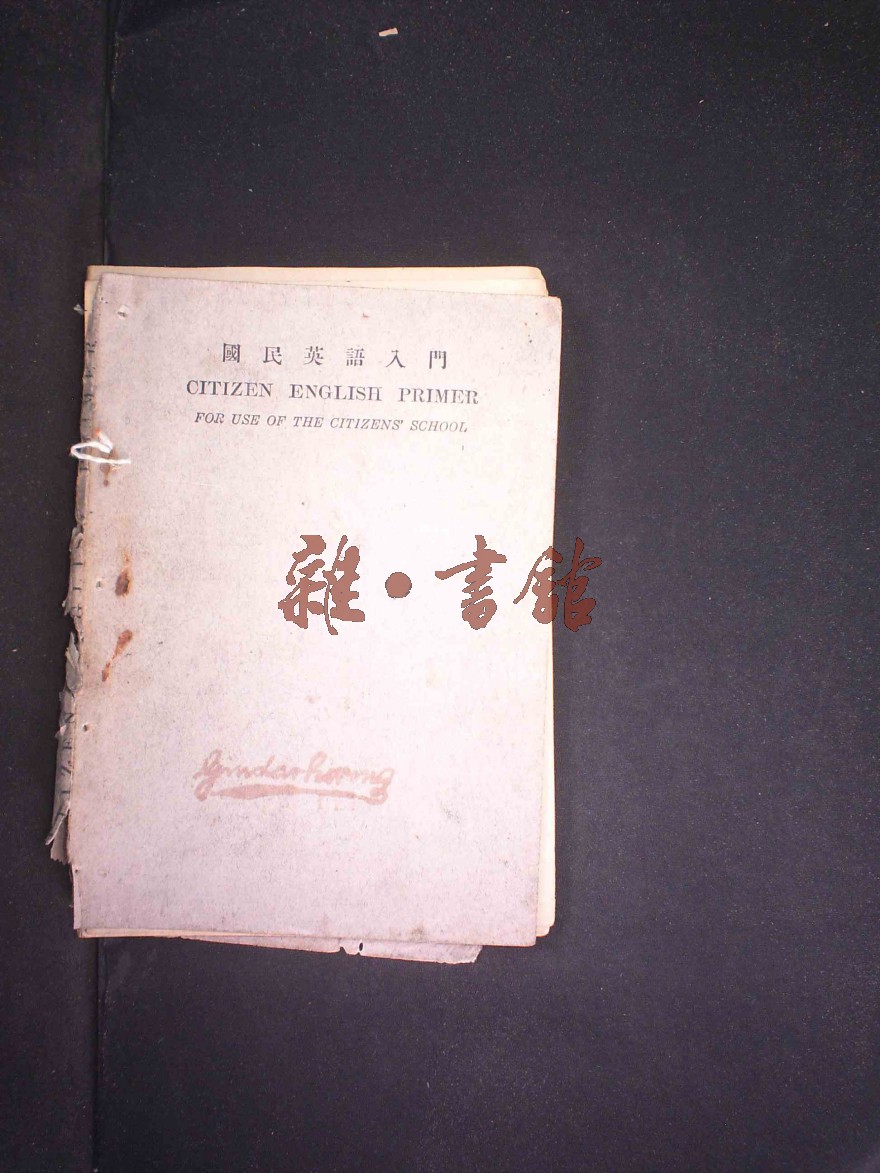 國民英語入門
CITIZEN ENGLISH PRIMER
FOR USE OF THE CITIZENS' SCHOOL
雜·書館